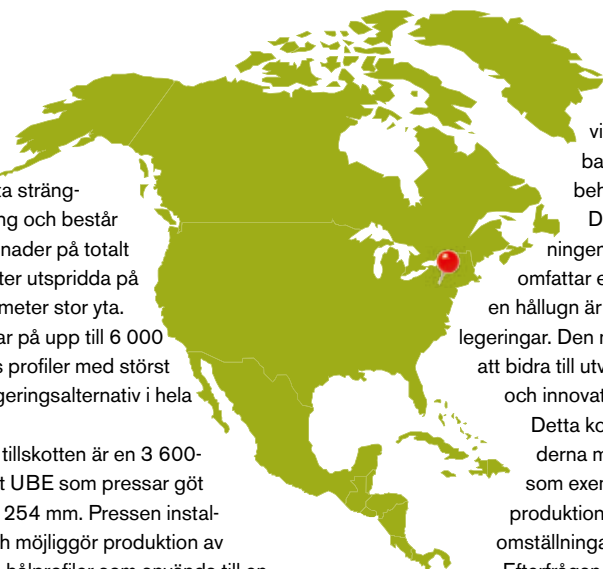 ta sträng-
ng och består
nader på totalt
ter utspridda på
meter stor yta.
ar på upp till 6 000
s profiler med störst
geringsalternativ i hela
tillskotten är en 3 600-
t UBE som pressar göt
254 mm. Pressen instal-
h möjliggör produktion av
vi
ba
beh
D
ningen
omfattar e
en hållugn är
legeringar. Den n
att bidra till utv
och innovat
Detta ko
derna m
som exem
produktion
omställninga